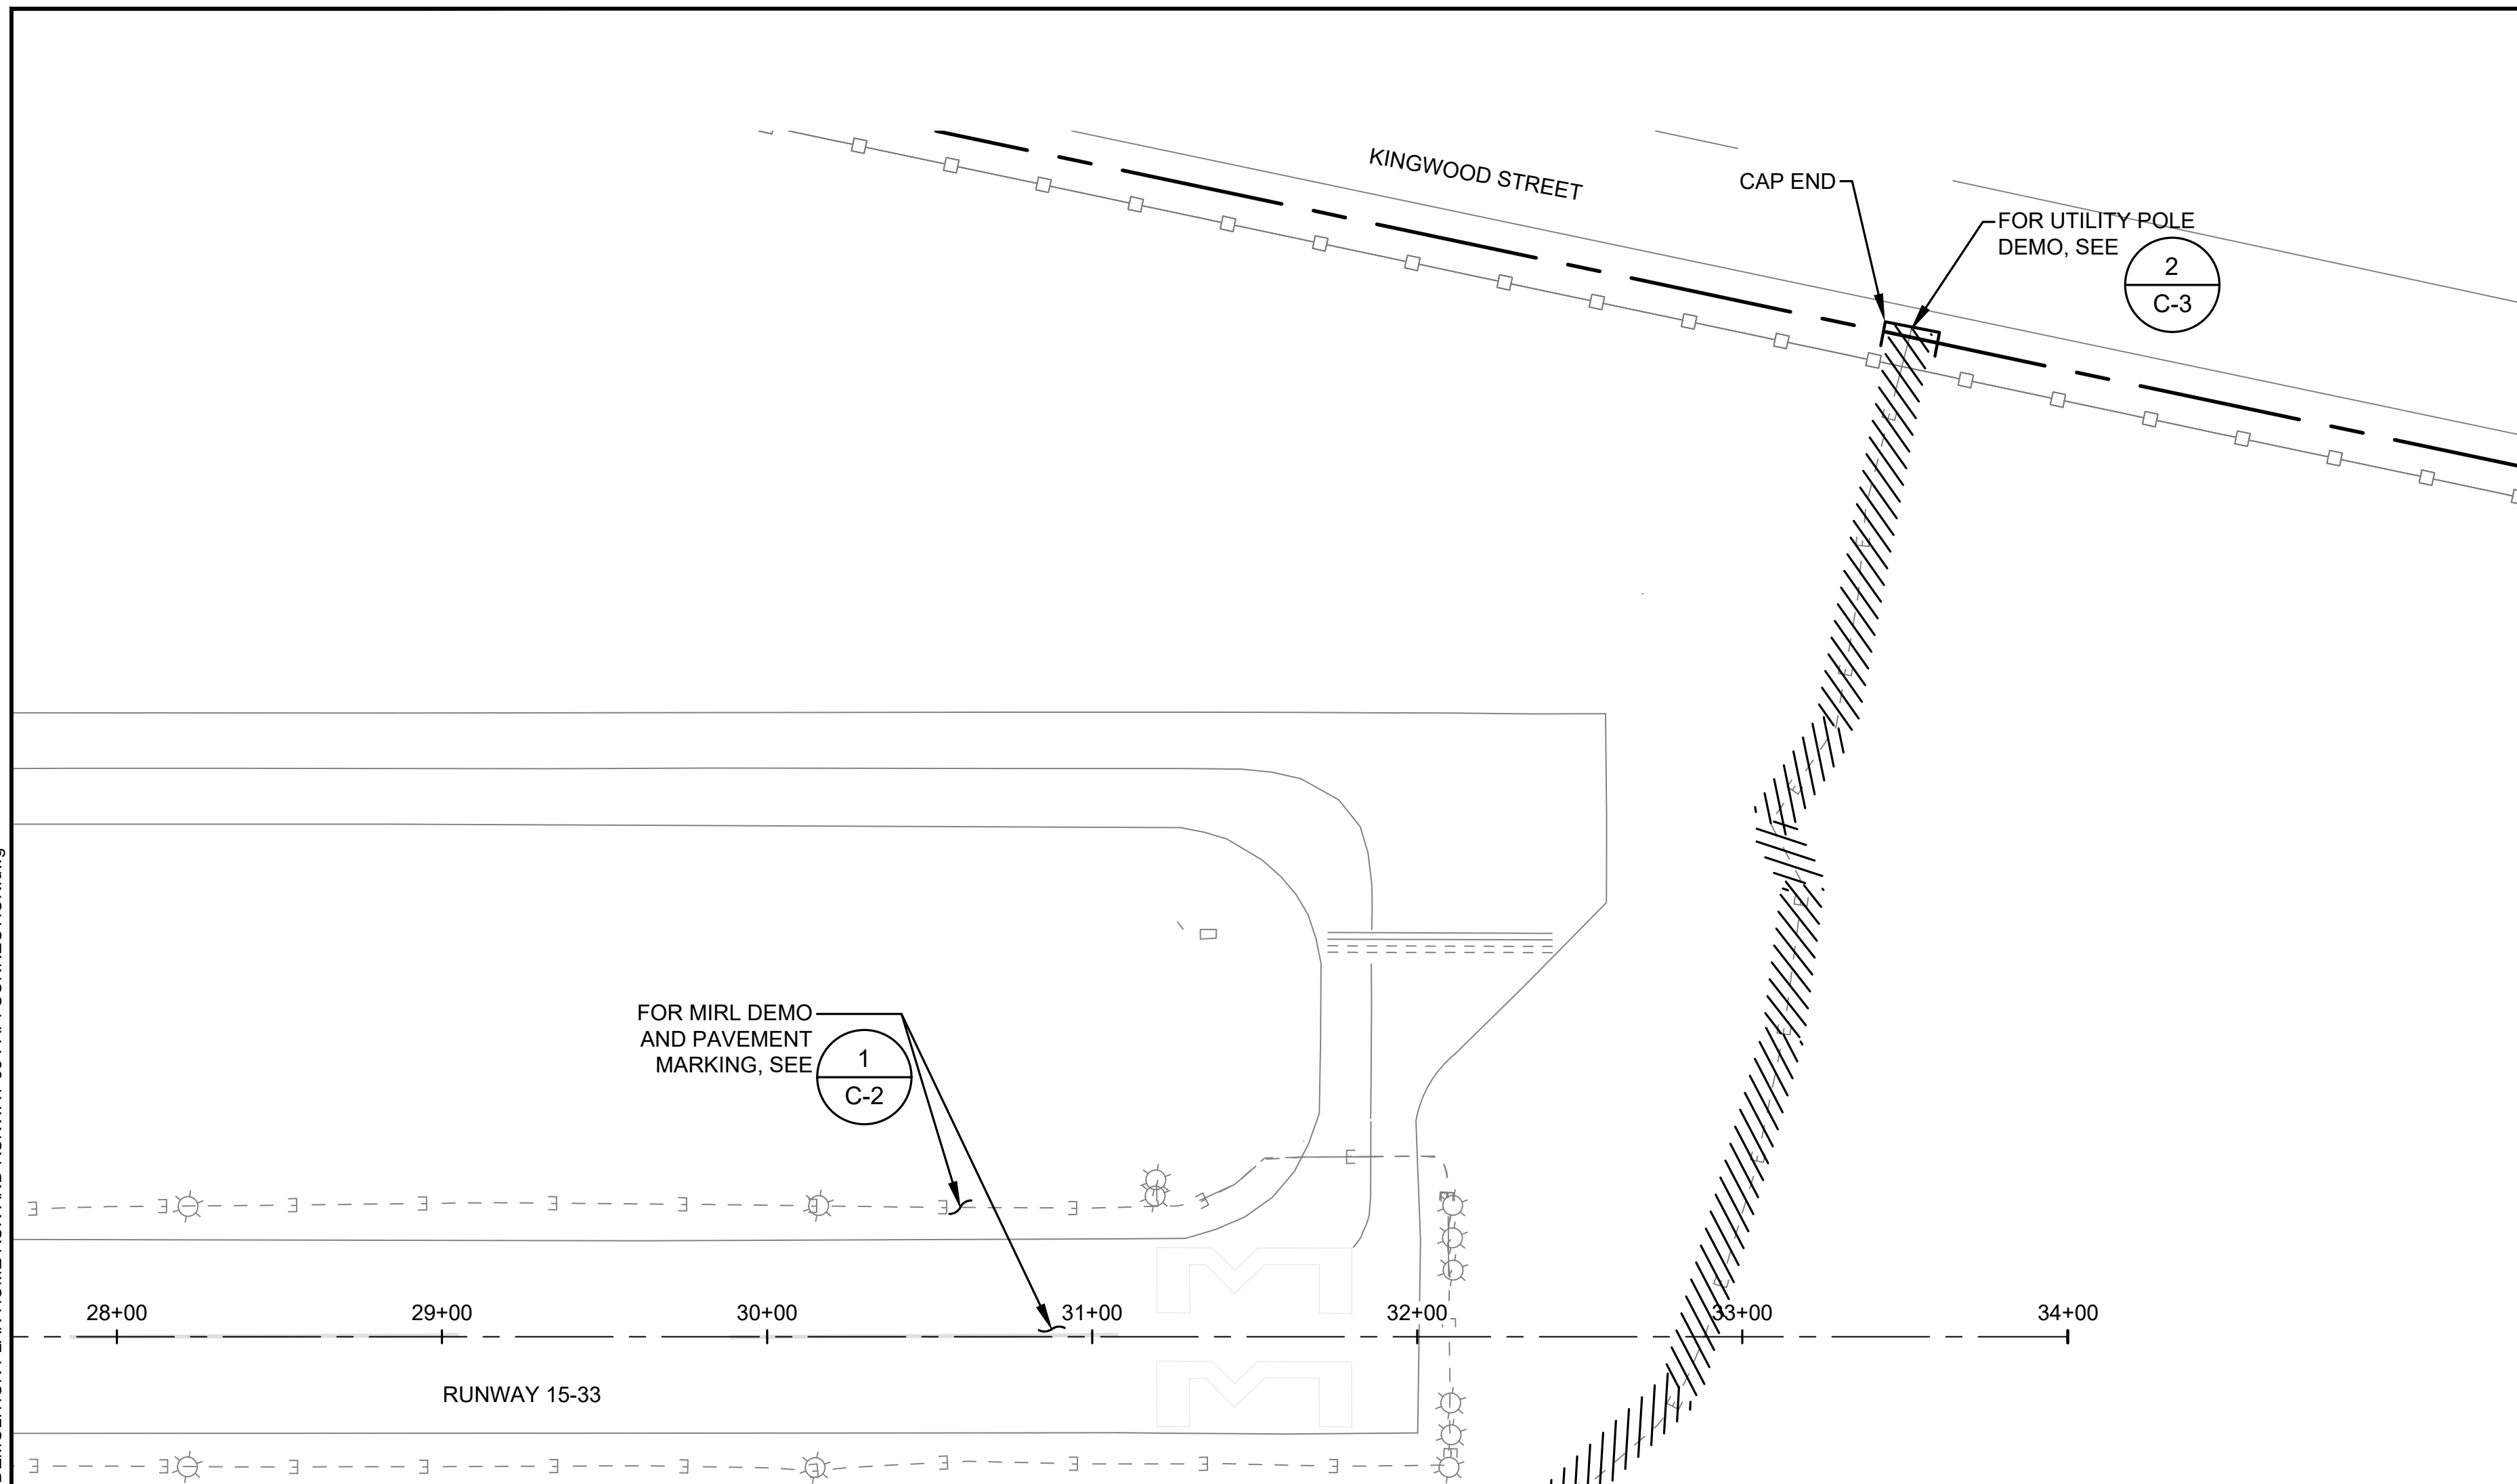 KINGWOOD STREET
CAP END
FOR UTILITY POLE
DEMO, SEE
2
C-3
FOR MIRL DEMO
AND PAVEMENT
MARKING, SEE
1
C-2
28+00
29+00
30+00
31+00
32+00
33+00
34+00
RUNWAY 15-33